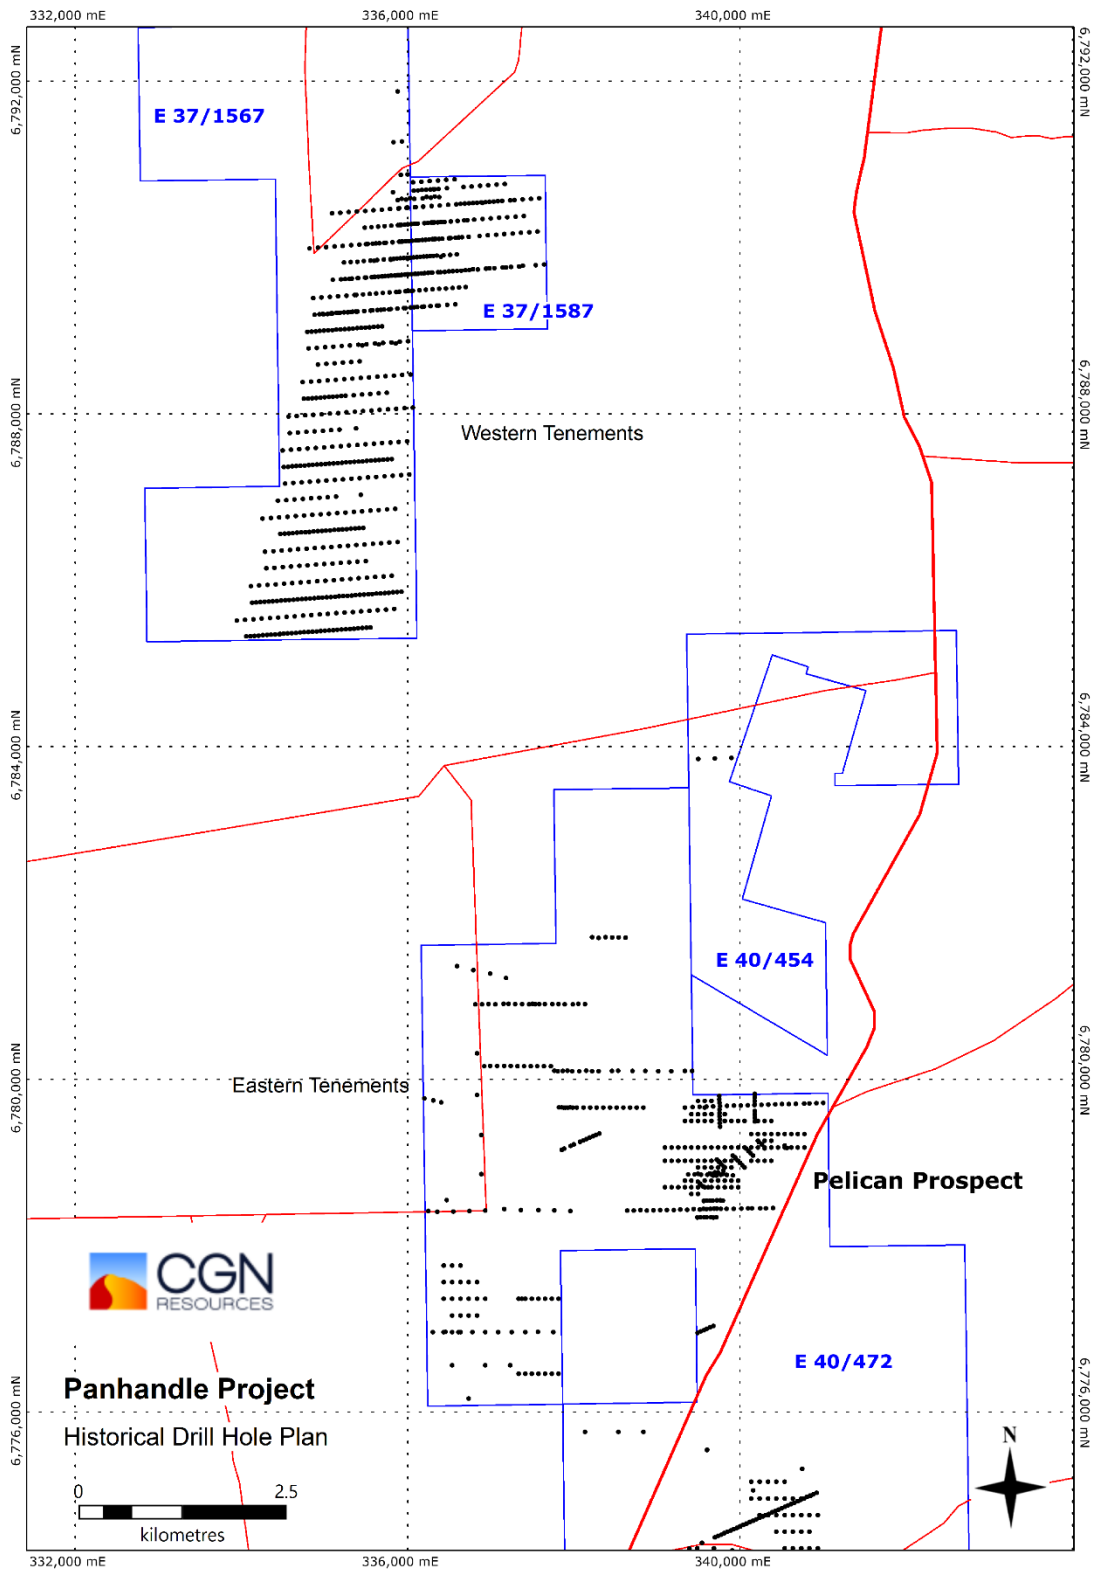 332,000 mE
336,000 mE
340,000 mE
6,792,000 mN
6,792,000 mN
E 37/1567
E 37/1587
6,788,000 mN
6,788,000 mN
Western Tenements
6,784,000 mN
6,784,000 mN
E 40/454
6,780,000 mN
6,780,000 mN
Eastern Tenements
Pelican Prospect
CGN
RESOURCES
E 40/472
6,776,000 mN
6,776,000 mN
Panhandle Project
Historical Drill Hole Plan
N
0
2.5
kilometres
332,000 mE
336,000 mE
340,000 mE